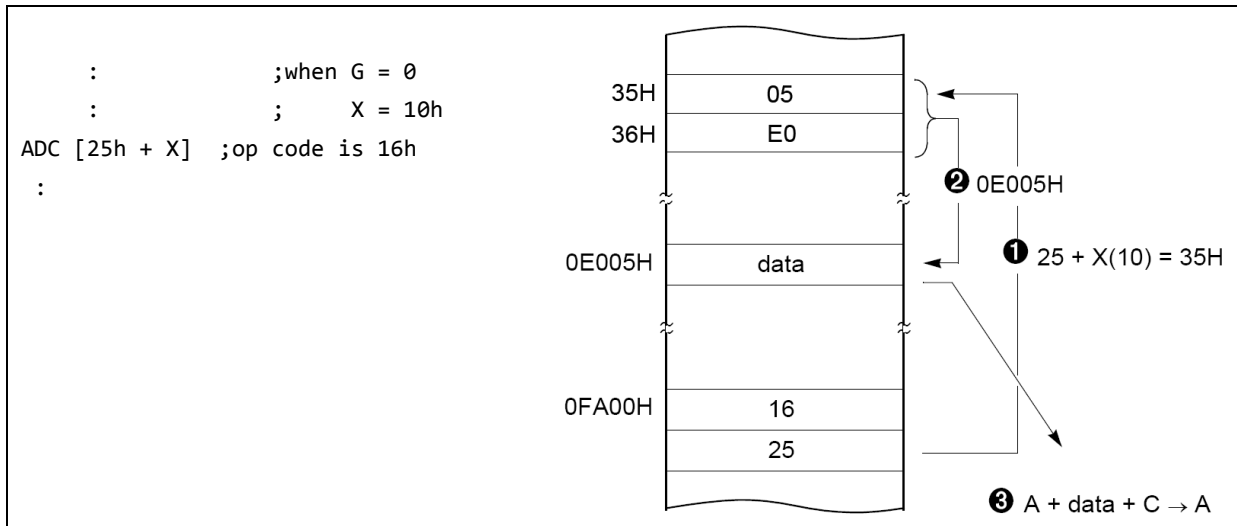 :                ;when G = 0
:                ;     X = 10h
ADC [25h + X]  ;op code is 16h
:
35H 05
36H E0
❷ 0E005H
❶ 25 + X(10) = 35H
0E005H data
0FA00H 16
25
❸ A + data + C → A